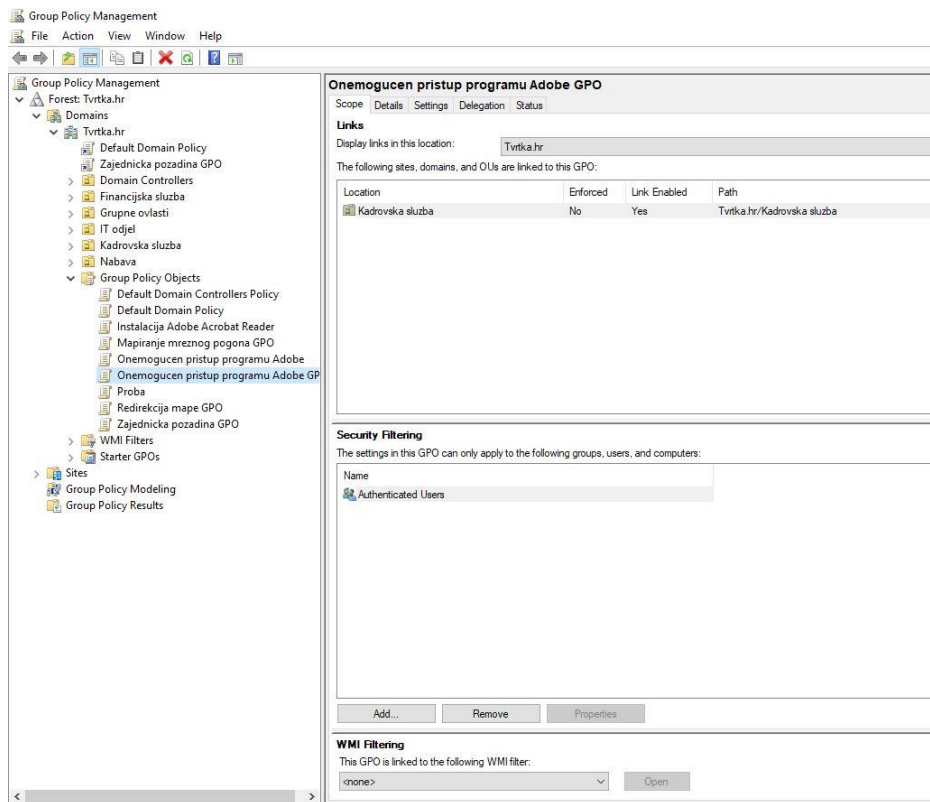 Group Policy Management
File Action View Window Help
Group Policy Management
Forest: Tvrtka.hr
Domains
Tvrtka.hr
Default Domain Policy
Zajednicka pozadina GPO
Domain Controllers
Financijska sluzba
Grupne ovlasti
IT odjel
Kadrovska sluzba
Nabava
Group Policy Objects
Default Domain Controllers Policy
Default Domain Policy
Instalacija Adobe Acrobat Reader
Mapiranje mreznog pogona GPO
Onemogucen pristup programu Adobe
Onemogucen pristup programu Adobe GP
Proba
Redirekcija mape GPO
Zajednicka pozadina GPO
WMI Filters
Starter GPOs
Sites
Group Policy Modeling
Group Policy Results
Onemogucen pristup programu Adobe GPO
Scope Details Settings Delegation Status
Links
Display links in this location: Tvrtka.hr
The following sites, domains, and OUs are linked to this GPO:
Location Enforced Link Enabled Path
Kadrovska sluzba No Yes Tvrtka.hr/Kadrovska sluzba
Security Filtering
The settings in this GPO can only apply to the following groups, users, and computers:
Name
Authenticated Users
Add... Remove Properties
WMI Filtering
This GPO is linked to the following WMI filter:
<none> Open